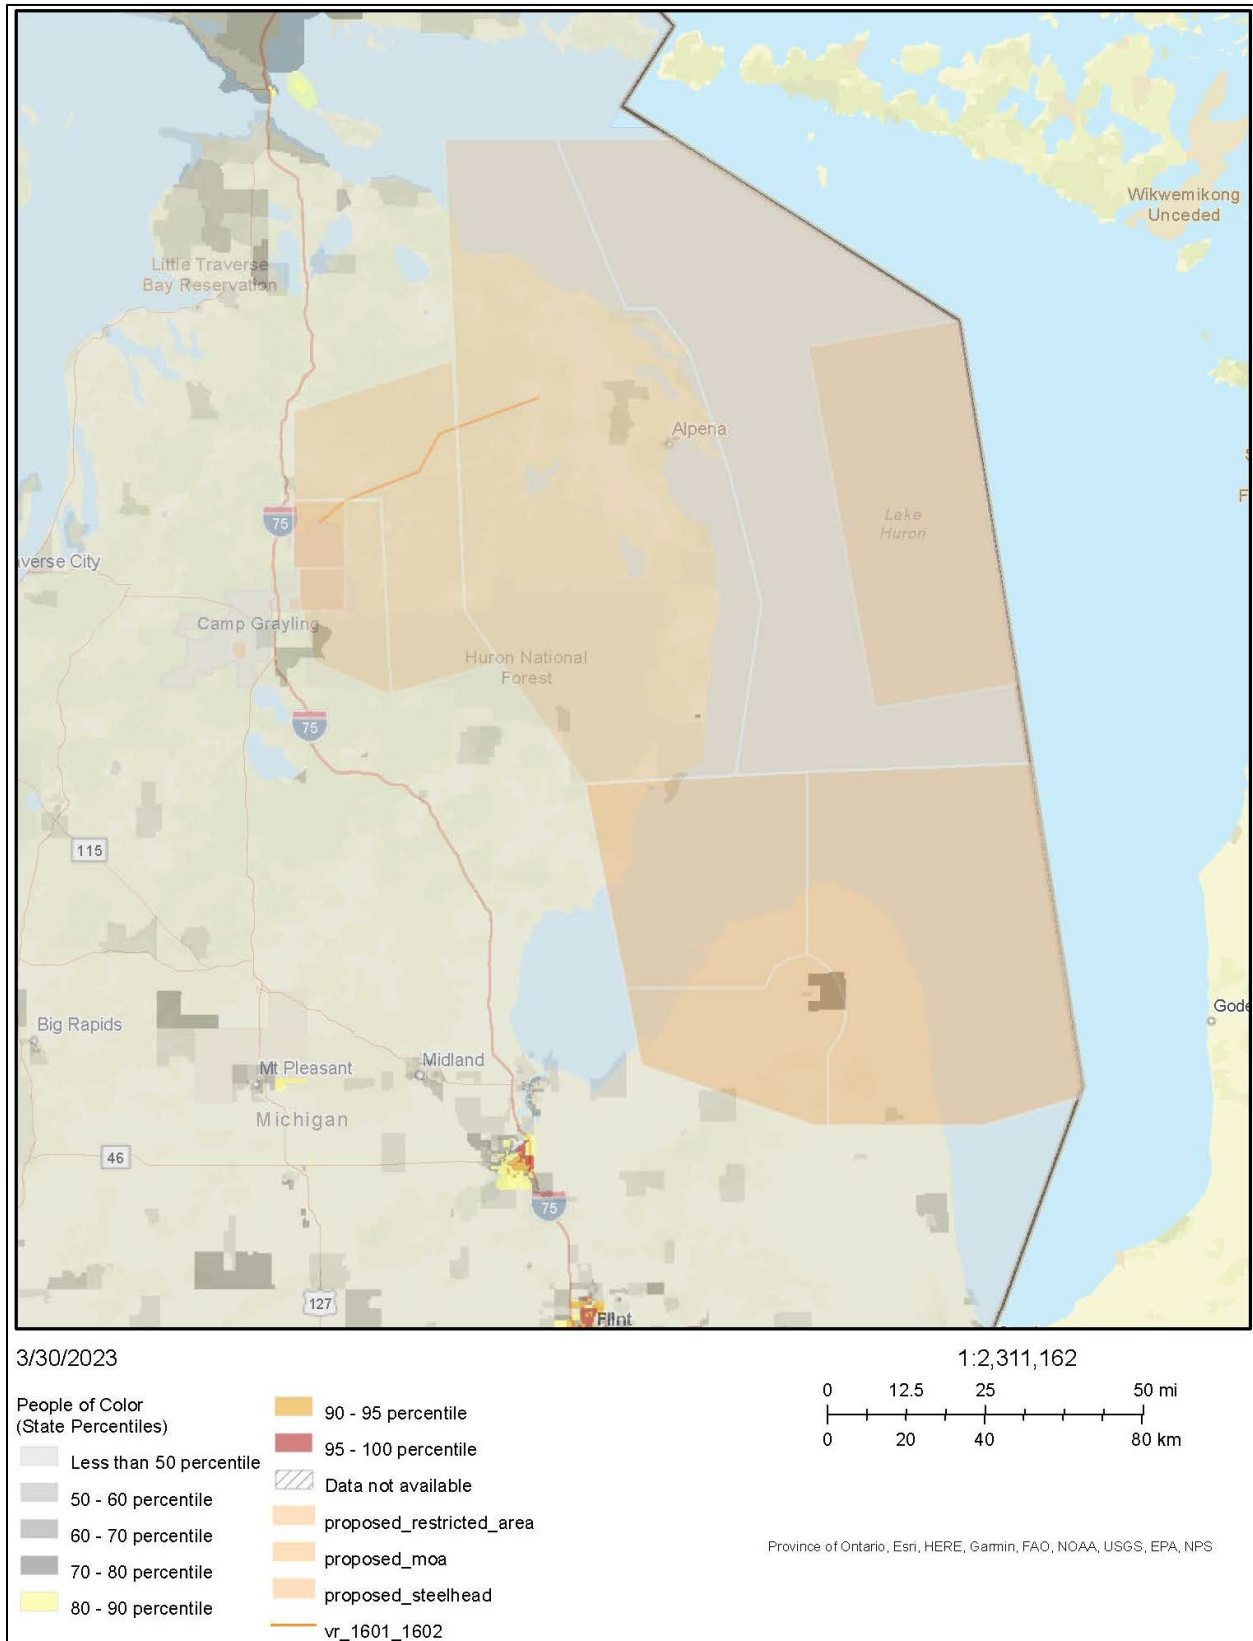 Wikwemikong
Unceded
Little Traverse
Bay Reservation
Alpena
Lake
Huron
75
verse City
Camp Grayling
Huron National
Forest
75
115
Big Rapids
Gode
Mt Pleasant
Midland
Michigan
46
75
127
Flint
3/30/2023
1:2,311,162
0 12.5 25 50 mi
0 20 40 80 km
People of Color
(State Percentiles)
Less than 50 percentile
50 - 60 percentile
60 - 70 percentile
70 - 80 percentile
80 - 90 percentile
90 - 95 percentile
95 - 100 percentile
Data not available
proposed_restricted_area
proposed_moa
proposed_steelhead
vr_1601_1602
Province of Ontario, Esri, HERE, Garmin, FAO, NOAA, USGS, EPA, NPS